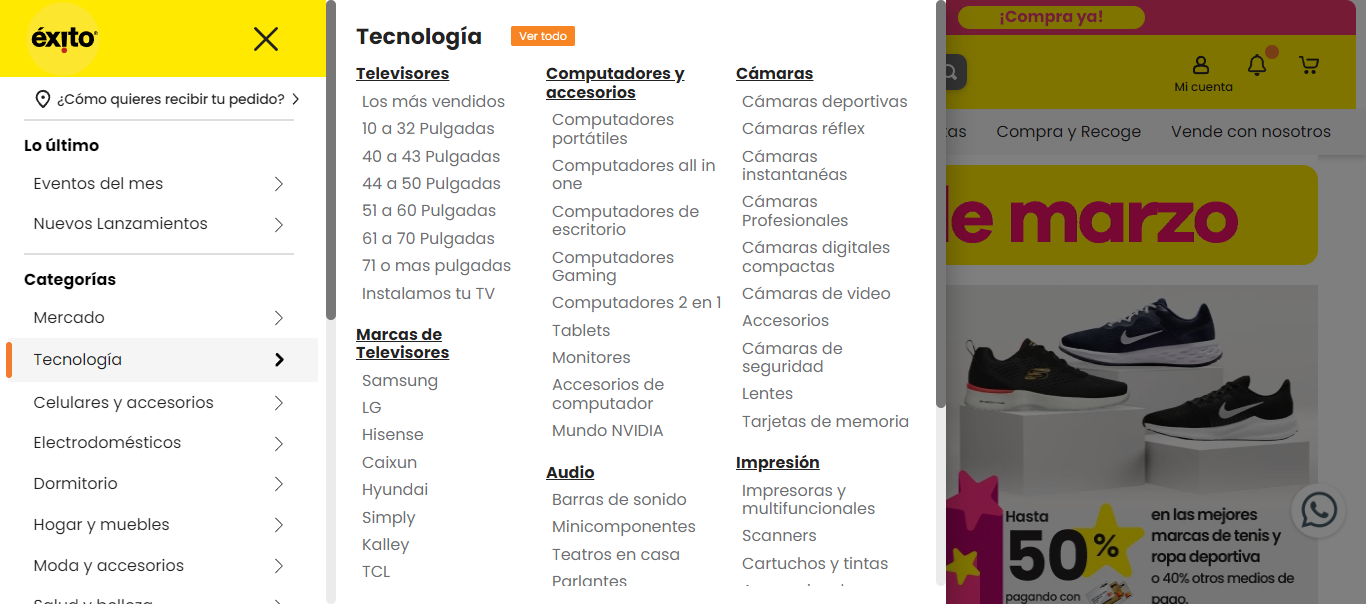 éxito
¿Cómo quieres recibir tu pedido?
Lo último
Eventos del mes
Nuevos Lanzamientos
Categorías
Mercado
Tecnología
Celulares y accesorios
Electrodomésticos
Dormitorio
Hogar y muebles
Moda y accesorios
Salud y belleza
Tecnología
Ver todo
Televisores
Los más vendidos
10 a 32 Pulgadas
40 a 43 Pulgadas
44 a 50 Pulgadas
51 a 60 Pulgadas
61 a 70 Pulgadas
71 o mas pulgadas
Instalamos tu TV
Marcas de
Televisores
Samsung
LG
Hisense
Caixun
Hyundai
Simply
Kalley
TCL
Computadores y
accesorios
Computadores
portátiles
Computadores all in
one
Computadores de
escritorio
Computadores
Gaming
Computadores 2 en 1
Tablets
Monitores
Accesorios de
computador
Mundo NVIDIA
Audio
Barras de sonido
Minicomponentes
Teatros en casa
Parlantes
Cámaras
Cámaras deportivas
Cámaras réflex
Cámaras
instantanéas
Cámaras
Profesionales
Cámaras digitales
compactas
Cámaras de video
Accesorios
Cámaras de
seguridad
Lentes
Tarjetas de memoria
Impresión
Impresoras y
multifuncionales
Scanners
Cartuchos y tintas
¡Compra ya!
Mi cuenta
tas
Compra y Recoge
Vende con nosotros
de marzo
Hasta
50%
pagando con
en las mejores
marcas de tenis y
ropa deportiva
o 40% otros medios de
pago.